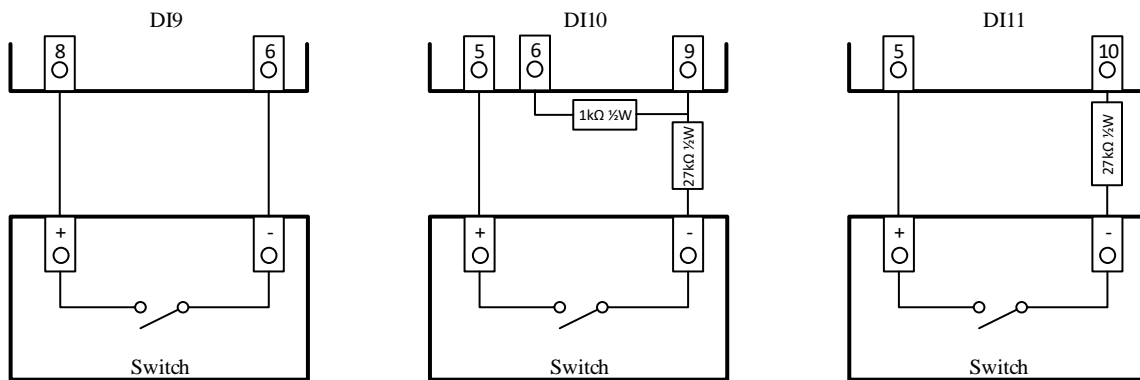 DI9 DI10 DI11
8 6 5 6 9 5 10
1kΩ ½W
27kΩ ½W
27kΩ ½W
+ - + - + -
Switch Switch Switch